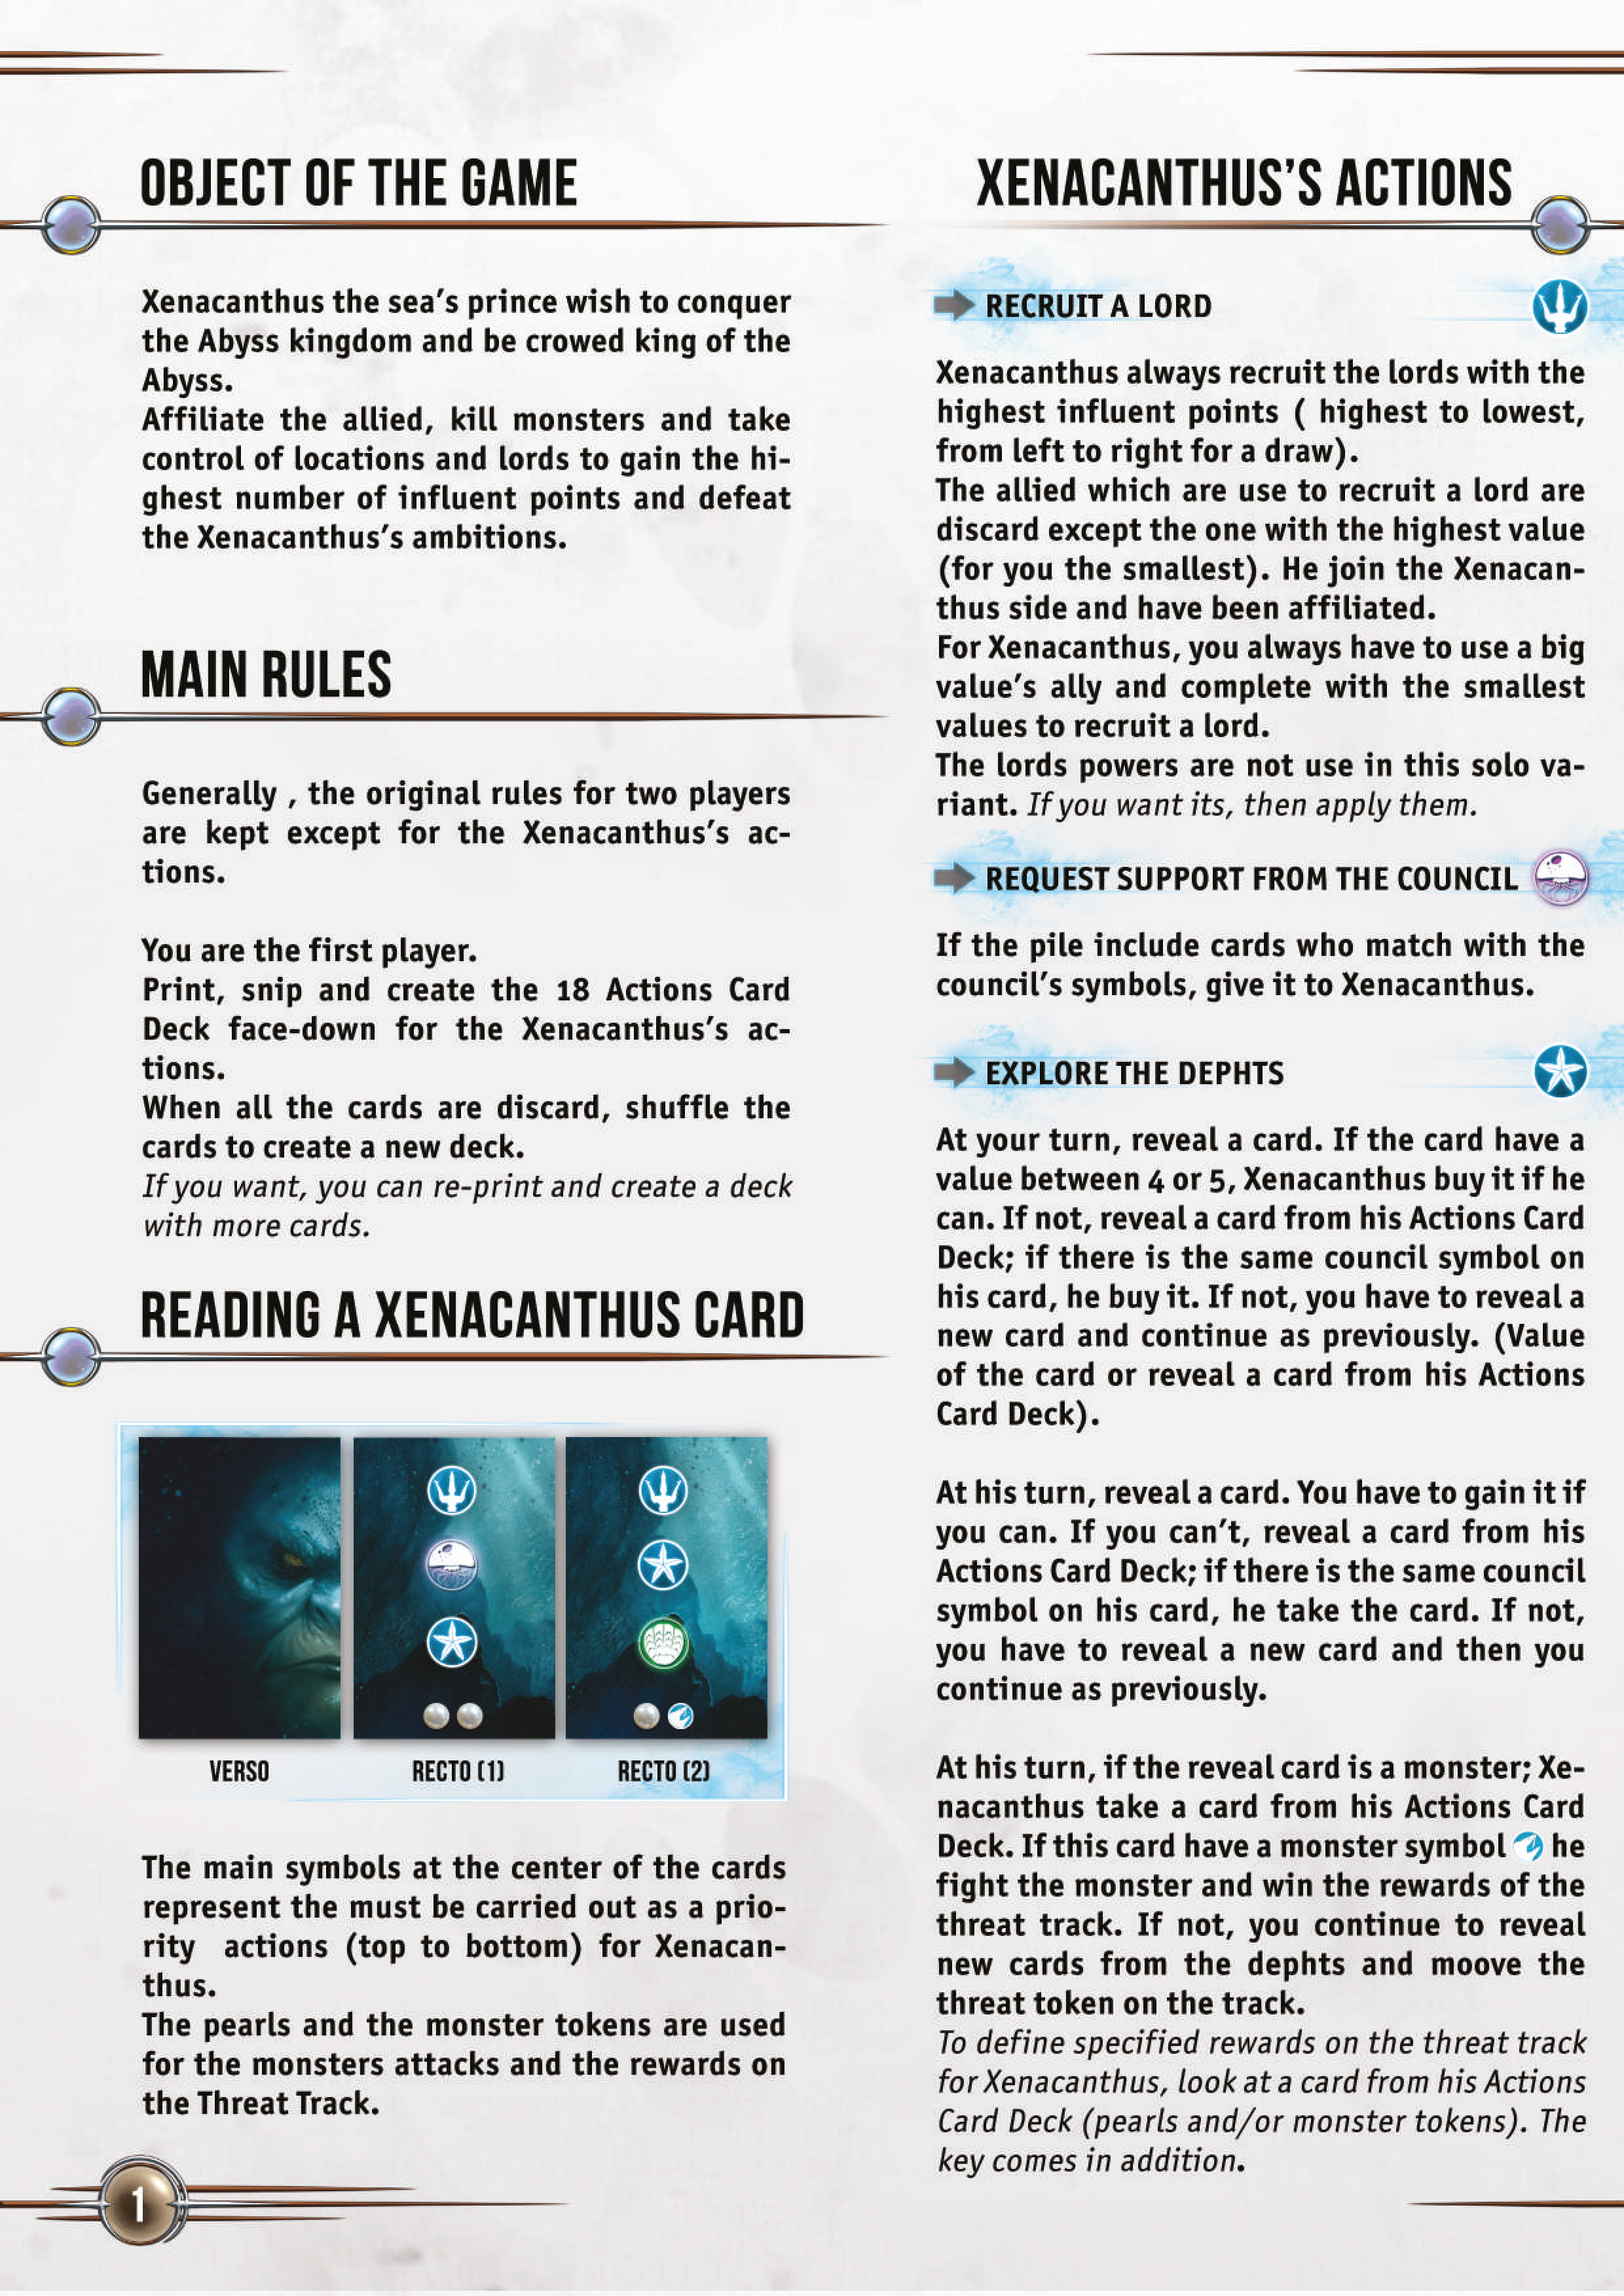 OBJECT OF THE GAME
Xenacanthus the sea's prince wish to conquer
the Abyss kingdom and be crowed king of the
Abyss.
Affiliate the allied, kill monsters and take
control of locations and lords to gain the hi-
ghest number of influent points and defeat
the Xenacanthus's ambitions.
MAIN RULES
Generally , the original rules for two players
are kept except for the Xenacanthus's ac-
tions.
You are the first player.
Print, snip and create the 18 Actions Card
Deck face-down for the Xenacanthus's ac-
tions.
When all the cards are discard, shuffle the
cards to create a new deck.
If you want, you can re-print and create a deck
with more cards.
READING A XENACANTHUS CARD
VERSO
RECTO (1)
RECTO (2)
The main symbols at the center of the cards
represent the must be carried out as a prio-
rity actions (top to bottom) for Xenacan-
thus.
The pearls and the monster tokens are used
for the monsters attacks and the rewards on
the Threat Track.
1
XENACANTHUS'S ACTIONS
RECRUIT A LORD
Xenacanthus always recruit the lords with the
highest influent points ( highest to lowest,
from left to right for a draw).
The allied which are use to recruit a lord are
discard except the one with the highest value
(for you the smallest). He join the Xenacan-
thus side and have been affiliated.
For Xenacanthus, you always have to use a big
value's ally and complete with the smallest
values to recruit a lord.
The lords powers are not use in this solo va-
riant. If you want its, then apply them.
REQUEST SUPPORT FROM THE COUNCIL
If the pile include cards who match with the
council's symbols, give it to Xenacanthus.
EXPLORE THE DEPHTS
At your turn, reveal a card. If the card have a
value between 4 or 5, Xenacanthus buy it if he
can. If not, reveal a card from his Actions Card
Deck; if there is the same council symbol on
his card, he buy it. If not, you have to reveal a
new card and continue as previously. (Value
of the card or reveal a card from his Actions
Card Deck).
At his turn, reveal a card. You have to gain it if
you can. If you can't, reveal a card from his
Actions Card Deck; if there is the same council
symbol on his card, he take the card. If not,
you have to reveal a new card and then you
continue as previously.
At his turn, if the reveal card is a monster; Xe-
nacanthus take a card from his Actions Card
Deck. If this card have a monster symbol he
fight the monster and win the rewards of the
threat track. If not, you continue to reveal
new cards from the dephts and moove the
threat token on the track.
To define specified rewards on the threat track
for Xenacanthus, look at a card from his Actions
Card Deck (pearls and/or monster tokens). The
key comes in addition.